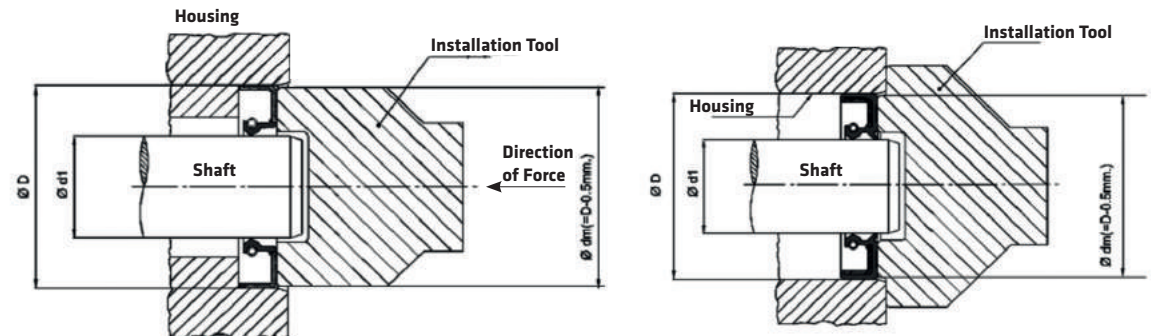 Housing
Installation Tool
Shaft
Direction
of Force
Ø D
Ø d1
Ø dm(=D-0.5mm.)
Installation Tool
Housing
Shaft
Ø D
Ø d1
Ø dm(=D-0.5mm.)